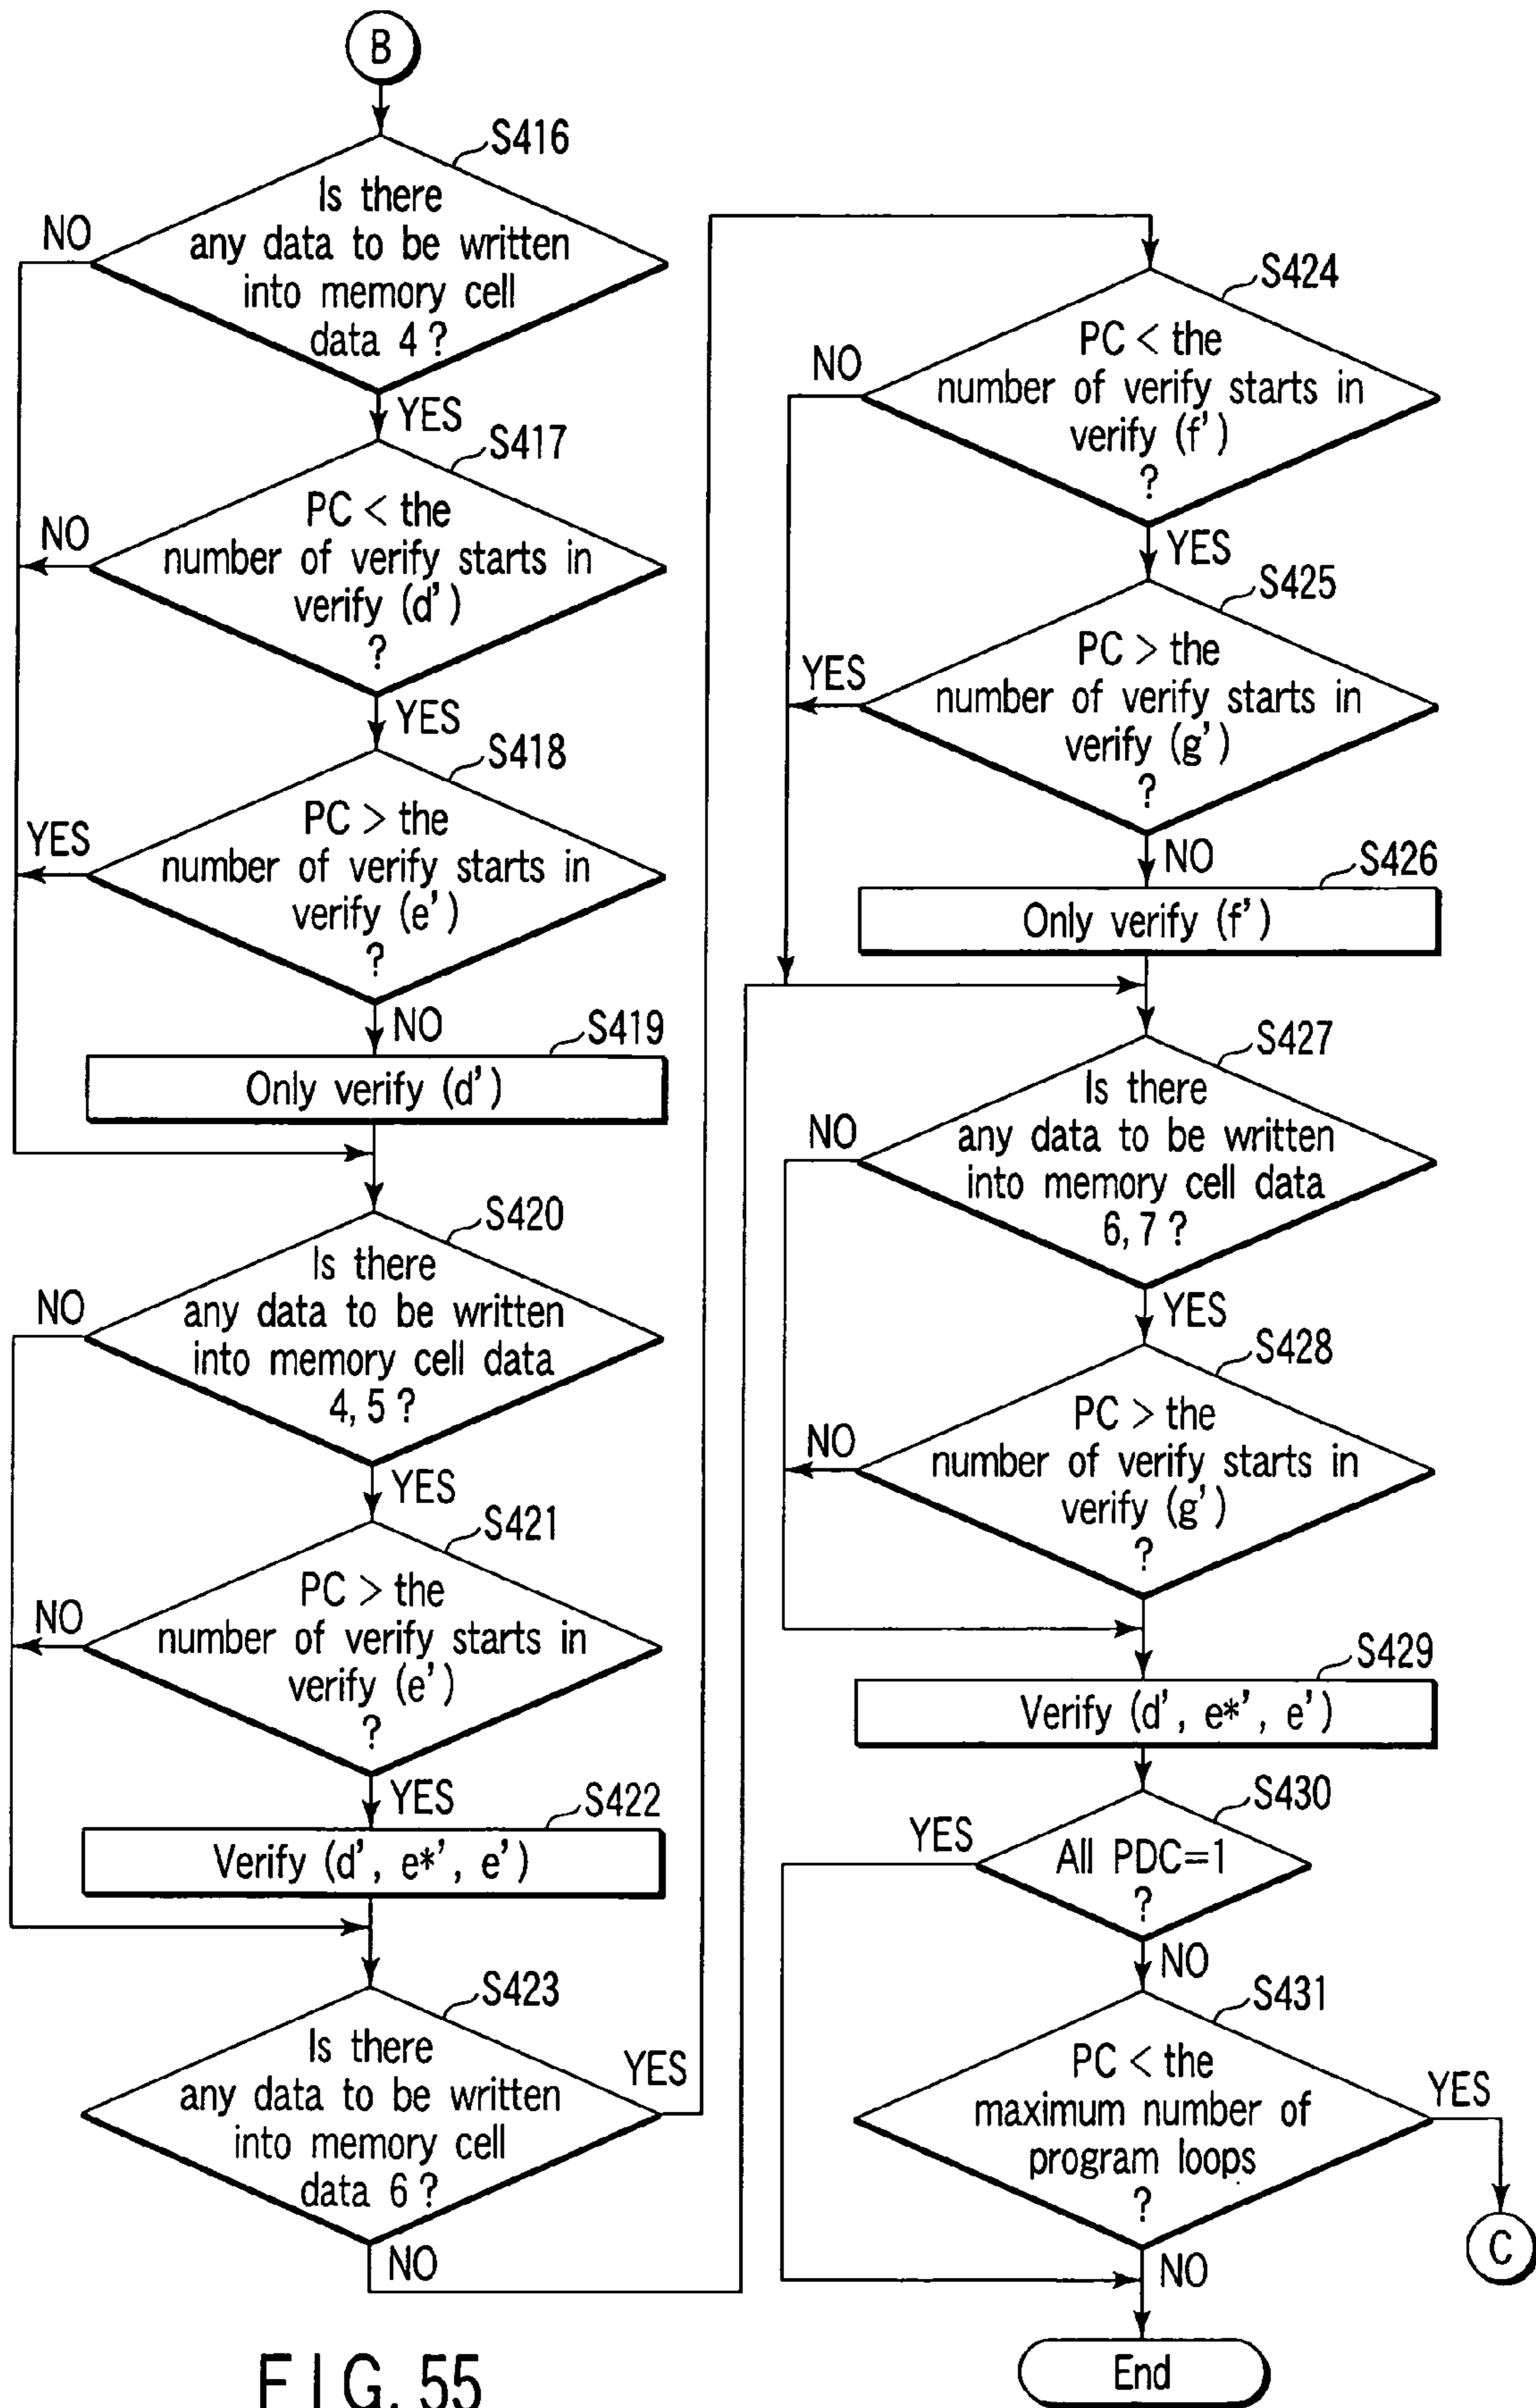 B
S416
Is there
any data to be written
into memory cell
data 4 ?
NO
YES
S417
PC < the
number of verify starts in
verify (d')
?
NO
YES
S418
PC > the
number of verify starts in
verify (e')
?
YES
NO
S419
Only verify (d')
S420
Is there
any data to be written
into memory cell data
4, 5 ?
NO
YES
S421
PC > the
number of verify starts in
verify (e')
?
NO
YES
S422
Verify (d', e*', e')
S423
Is there
any data to be written
into memory cell
data 6 ?
YES
NO
S424
PC < the
number of verify starts in
verify (f')
?
NO
YES
S425
PC > the
number of verify starts in
verify (g')
?
YES
NO
S426
Only verify (f')
S427
Is there
any data to be written
into memory cell data
6, 7 ?
NO
YES
S428
PC > the
number of verify starts in
verify (g')
?
NO
S429
Verify (d', e*', e')
S430
All PDC=1
?
YES
NO
S431
PC < the
maximum number of
program loops
?
YES
C
NO
End
FIG. 55